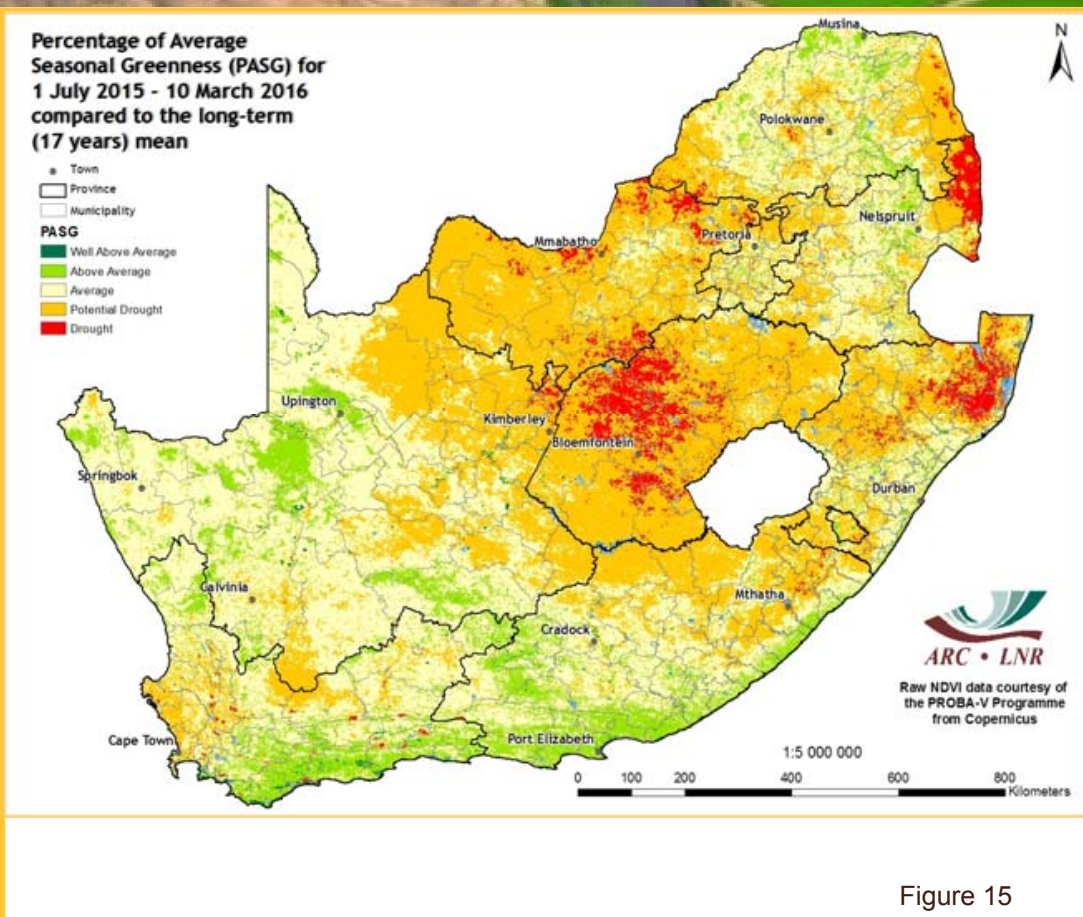 Percentage of Average
Seasonal Greenness (PASG) for
1 July 2015 - 10 March 2016
compared to the long-term
(17 years) mean
Town
Province
Municipality
PASG
Well Above Average
Above Average
Average
Potential Drought
Drought
N
Musina
Polokwane
Nelspruit
Mmabatho
Pretoria
Upington
Kimberley
Bloemfontein
Springbok
Durban
Calvinia
Mthatha
Cradock
Cape Town
Port Elizabeth
ARC • LNR
Raw NDVI data courtesy of
the PROBA-V Programme
from Copernicus
1:5 000 000
0 100 200 400 600 800
Kilometers
Figure 15